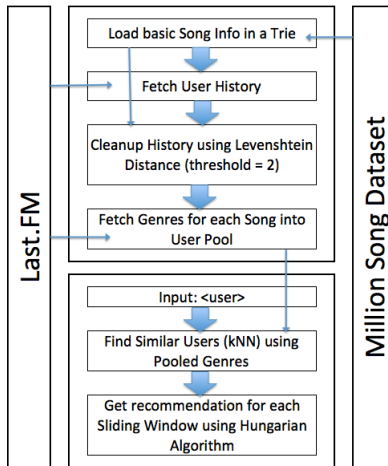 Load basic Song Info in a Trie
Fetch User History
Cleanup History using Levenshtein
Distance (threshold = 2)
Fetch Genres for each Song into
User Pool
Last.FM
Million Song Dataset
Input: <user>
Find Similar Users (kNN) using
Pooled Genres
Get recommendation for each
Sliding Window using Hungarian
Algorithm